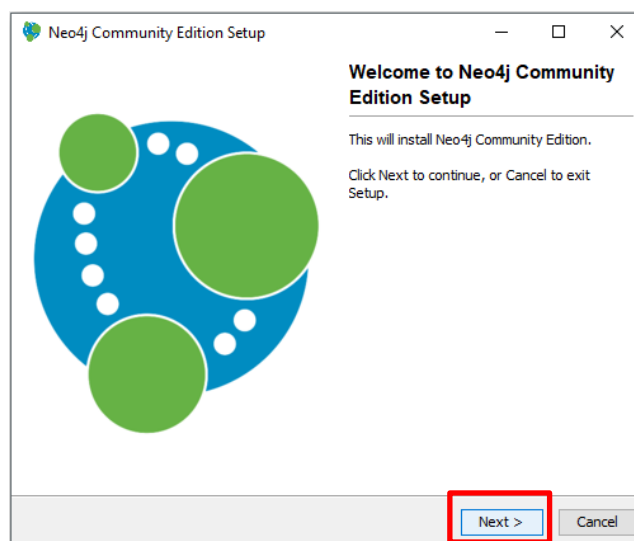 Neo4j Community Edition Setup
Welcome to Neo4j Community
Edition Setup
This will install Neo4j Community Edition.
Click Next to continue, or Cancel to exit
Setup.
Next >
Cancel